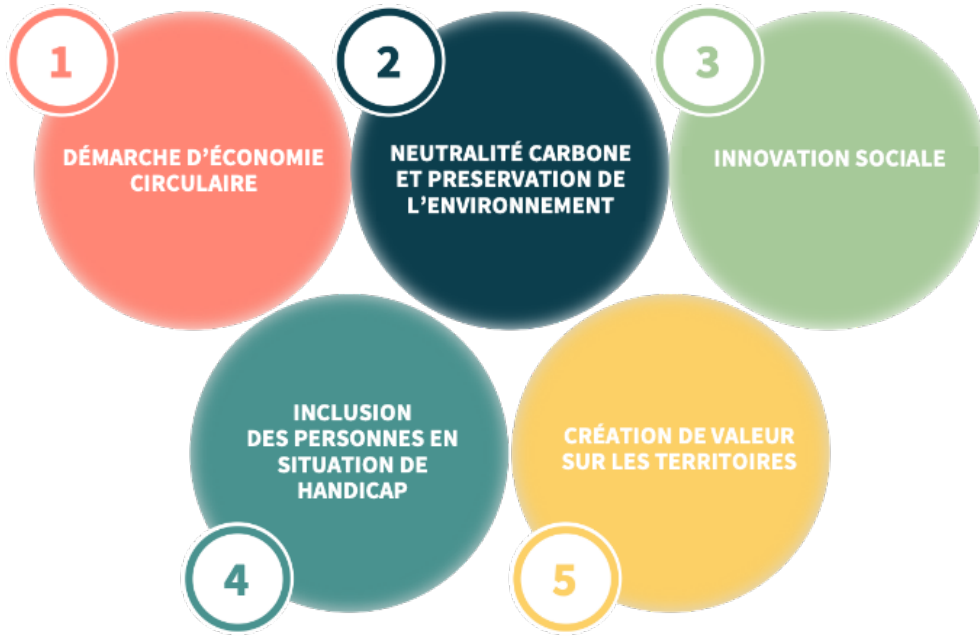 1
DÉMARCHE D’ÉCONOMIE
CIRCULAIRE
2
NEUTRALITÉ CARBONE
ET PRESERVATION DE
L’ENVIRONNEMENT
3
INNOVATION SOCIALE
INCLUSION
DES PERSONNES EN
SITUATION DE
HANDICAP
4
CRÉATION DE VALEUR
SUR LES TERRITOIRES
5